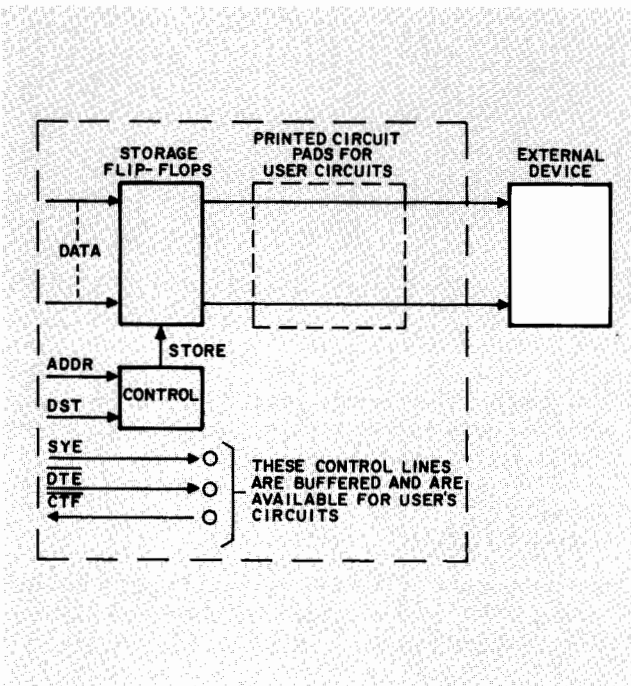 STORAGE
FLIP-FLOPS
PRINTED CIRCUIT
PADS FOR
USER CIRCUITS
EXTERNAL
DEVICE
DATA
STORE
ADDR
CONTROL
DST
SYE
DTE
CTF
THESE CONTROL LINES
ARE BUFFERED AND ARE
AVAILABLE FOR USER'S
CIRCUITS